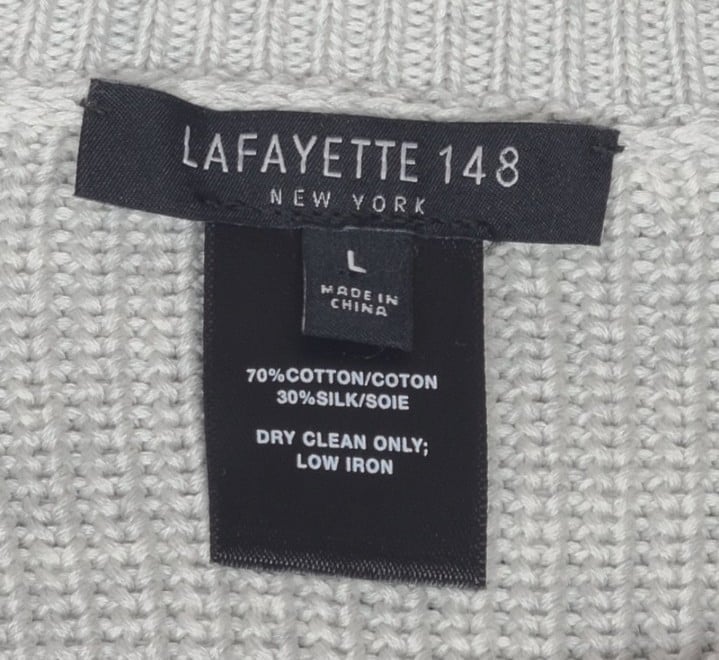 LAFAYETTE 148
NEW YORK
L
MADE IN
CHINA
70%COTTON/COTON
30%SILK/SOIE
DRY CLEAN ONLY;
LOW IRON